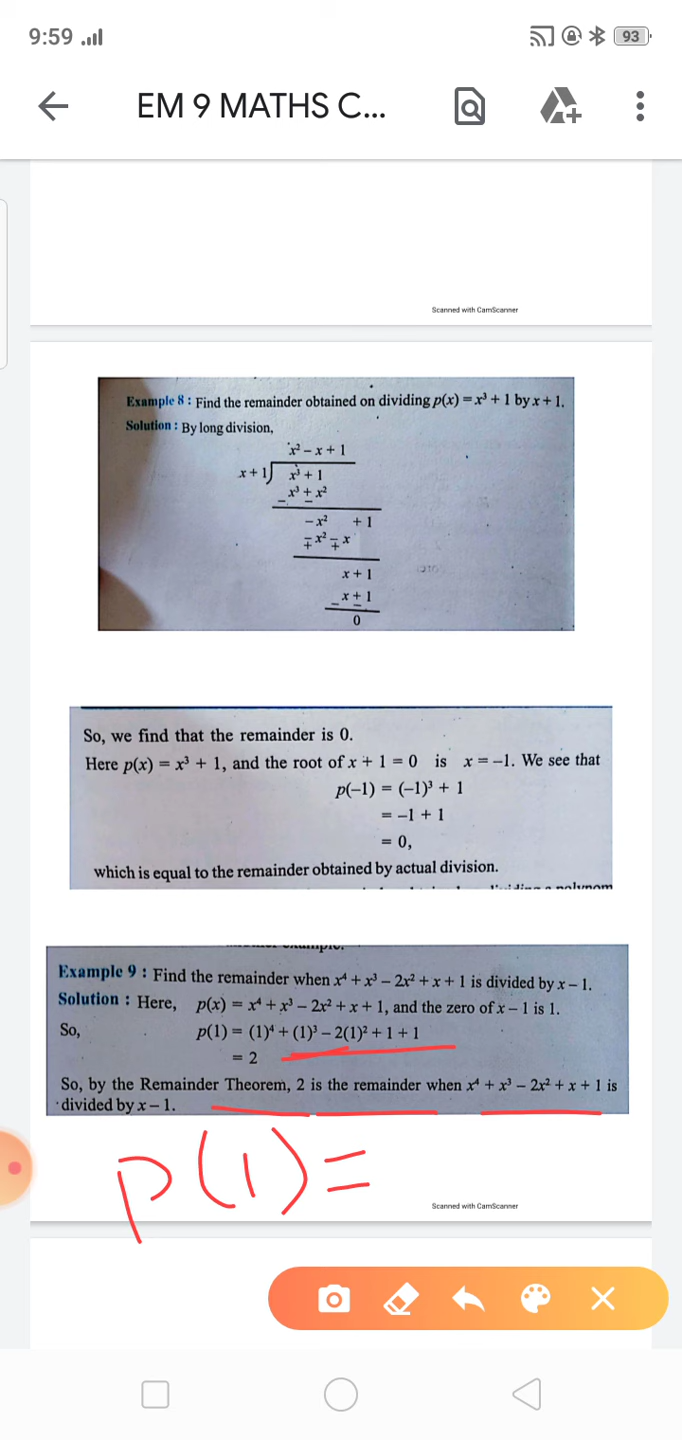 9:59
93
EM 9 MATHS C...
Scanned with CamScanner
Example 8 : Find the remainder obtained on dividing p(x) = x³ + 1 by x + 1.
Solution : By long division,
x² – x + 1
x + 1) x³ + 1
– x³ ± x²
– x² + 1
∓ x² ∓ x
x + 1
– x ± 1
0
So, we find that the remainder is 0.
Here p(x) = x³ + 1, and the root of x + 1 = 0 is x = –1. We see that
p(–1) = (–1)³ + 1
= –1 + 1
= 0,
which is equal to the remainder obtained by actual division.
Example 9 : Find the remainder when x⁴ + x³ – 2x² + x + 1 is divided by x – 1.
Solution : Here, p(x) = x⁴ + x³ – 2x² + x + 1, and the zero of x – 1 is 1.
So, p(1) = (1)⁴ + (1)³ – 2(1)² + 1 + 1
= 2
So, by the Remainder Theorem, 2 is the remainder when x⁴ + x³ – 2x² + x + 1 is
divided by x – 1.
p(1)=
Scanned with CamScanner